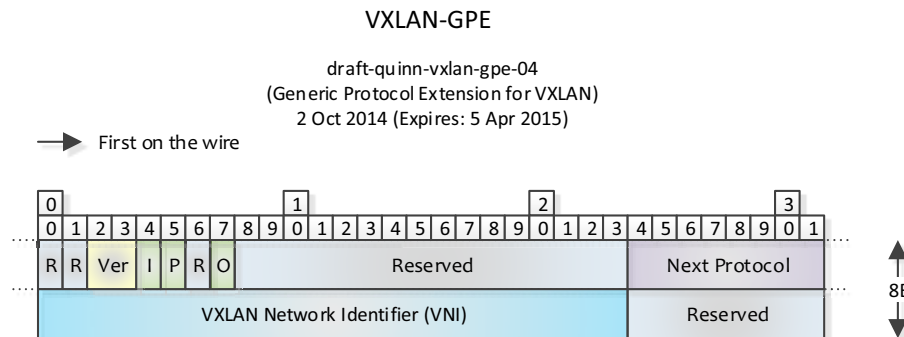 VXLAN-GPE
draft-quinn-vxlan-gpe-04
(Generic Protocol Extension for VXLAN)
2 Oct 2014 (Expires: 5 Apr 2015)
First on the wire
0 1 2 3
0 1 2 3 4 5 6 7 8 9 0 1 2 3 4 5 6 7 8 9 0 1 2 3 4 5 6 7 8 9 0 1
R R Ver I P R O Reserved Next Protocol
8B
VXLAN Network Identifier (VNI) Reserved